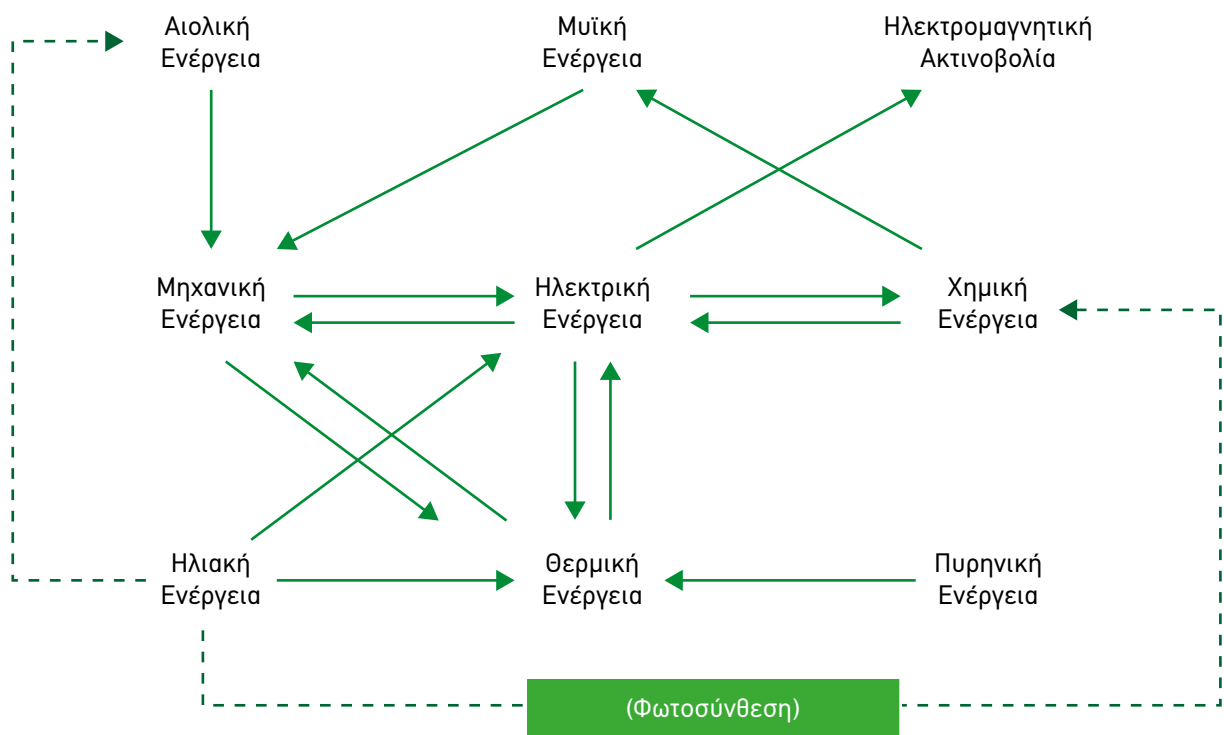 Αιολική
Ενέργεια
Μυϊκή
Ενέργεια
Ηλεκτρομαγνητική
Ακτινοβολία
Μηχανική
Ενέργεια
Ηλεκτρική
Ενέργεια
Χημική
Ενέργεια
Ηλιακή
Ενέργεια
Θερμική
Ενέργεια
Πυρηνική
Ενέργεια
(Φωτοσύνθεση)